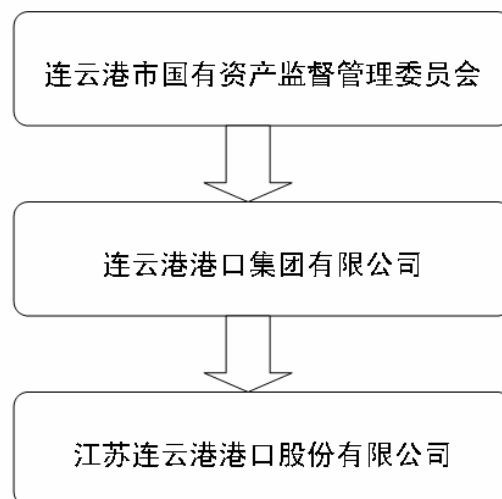 连云港市国有资产监督管理委员会
连云港港口集团有限公司
江苏连云港港口股份有限公司